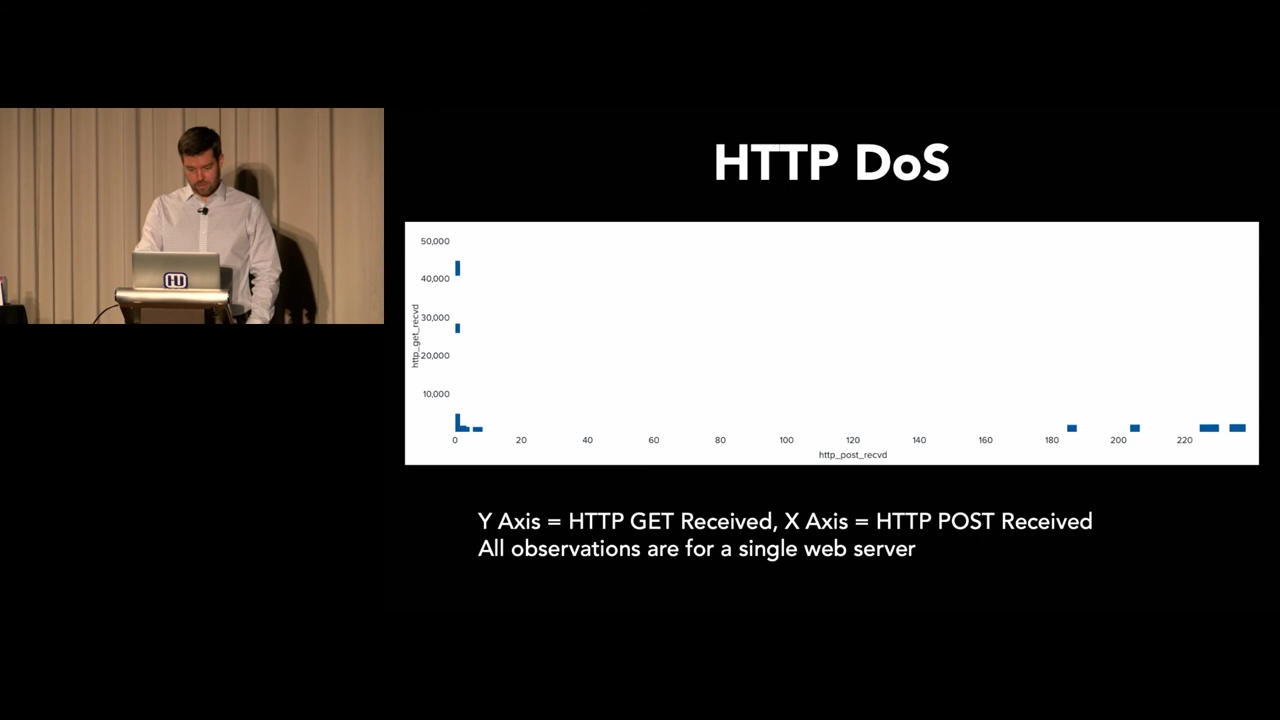 HTTP DoS
50,000
40,000
30,000
20,000
10,000
http_get_recvd
0 20 40 60 80 100 120 140 160 180 200 220
http_post_recvd
Y Axis = HTTP GET Received, X Axis = HTTP POST Received
All observations are for a single web server
HU